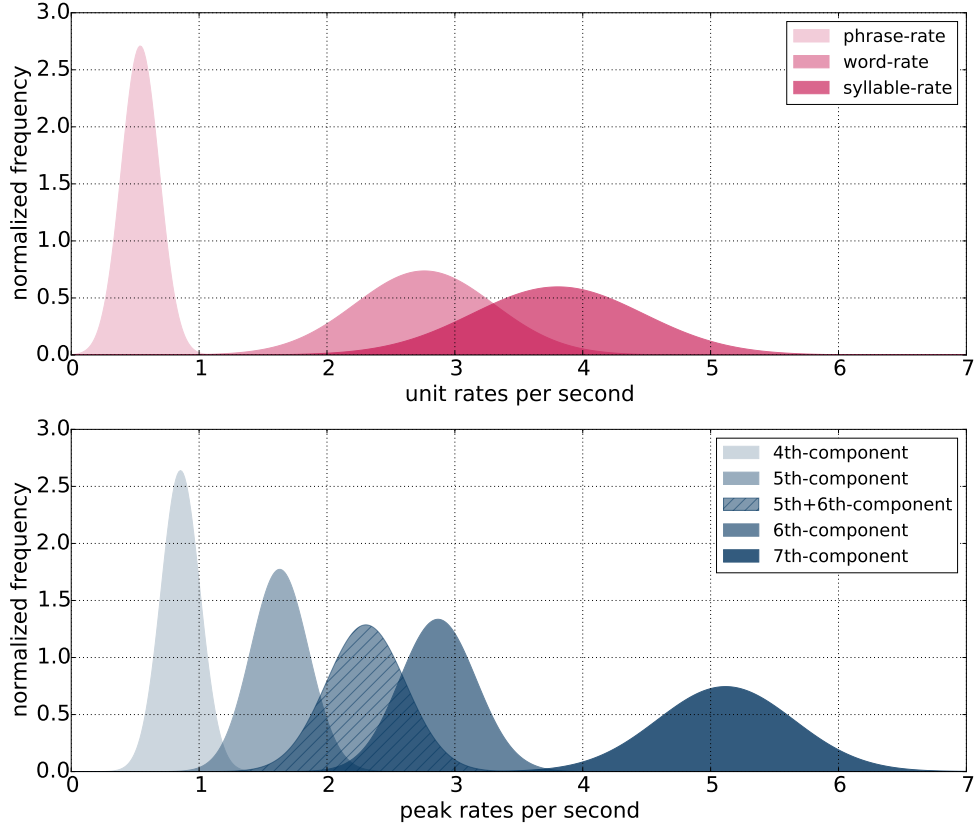 3.0
2.5
2.0
1.5
1.0
0.5
0.0
normalized frequency
phrase-rate
word-rate
syllable-rate
0 1 2 3 4 5 6 7
unit rates per second
3.0
2.5
2.0
1.5
1.0
0.5
0.0
normalized frequency
4th-component
5th-component
5th+6th-component
6th-component
7th-component
0 1 2 3 4 5 6 7
peak rates per second